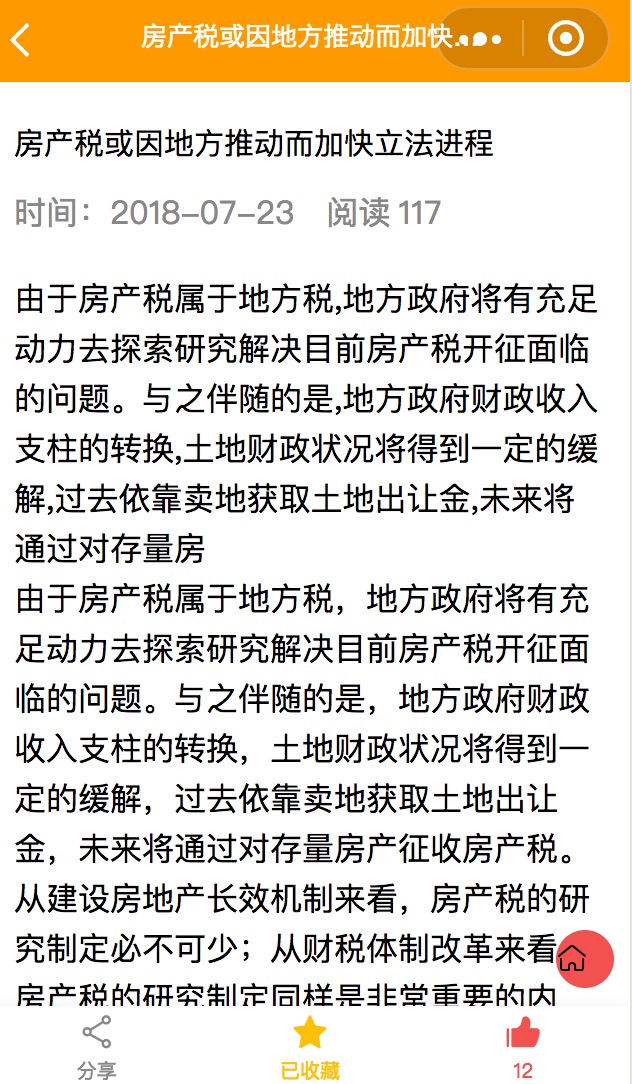 房产税或因地方推动而加快...
房产税或因地方推动而加快立法进程
时间：2018-07-23 阅读 117
由于房产税属于地方税,地方政府将有充足
动力去探索研究解决目前房产税开征面临
的问题。与之伴随的是,地方政府财政收入
支柱的转换,土地财政状况将得到一定的缓
解,过去依靠卖地获取土地出让金,未来将
通过对存量房
由于房产税属于地方税，地方政府将有充
足动力去探索研究解决目前房产税开征面
临的问题。与之伴随的是，地方政府财政
收入支柱的转换，土地财政状况将得到一
定的缓解，过去依靠卖地获取土地出让
金，未来将通过对存量房产征收房产税。
从建设房地产长效机制来看，房产税的研
究制定必不可少；从财税体制改革来看
房产税的研究制定同样是非常重要的内
分享
已收藏
12